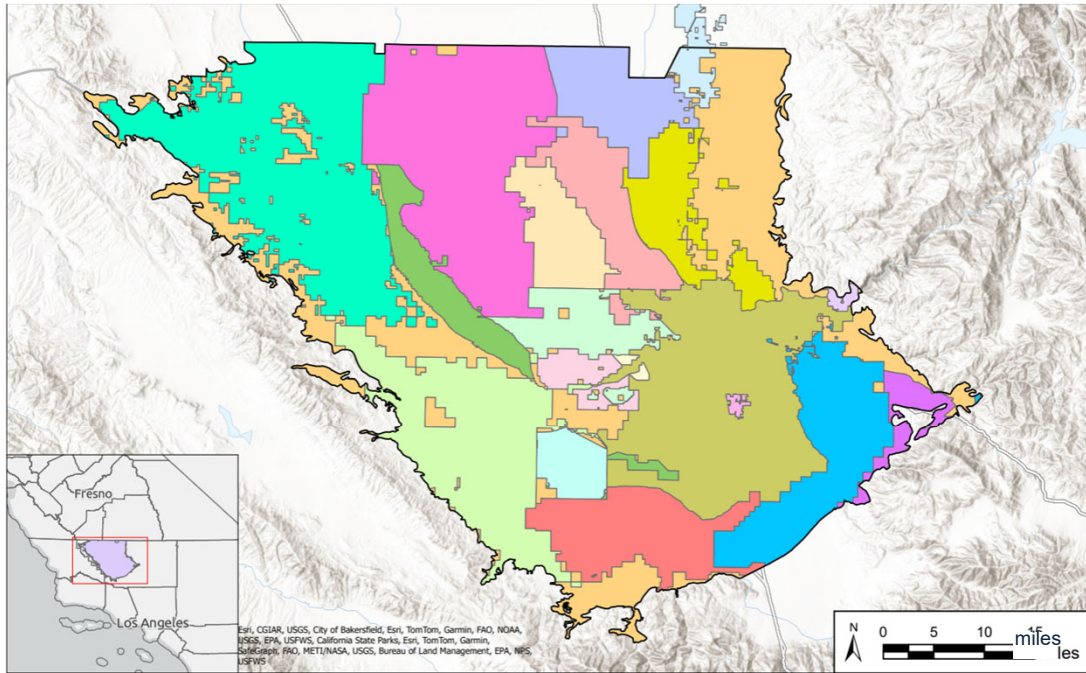 Fresno
Los Angeles
Esri, CGIAR, USGS, City of Bakersfield, Esri, TomTom, Garmin, FAO, NOAA,
USGS, EPA, USFWS, California State Parks, Esri, TomTom, Garmin,
SafeGraph, FAO, METI/NASA, USGS, Bureau of Land Management, EPA, NPS,
USFWS
N
0 5 10 15
miles
les